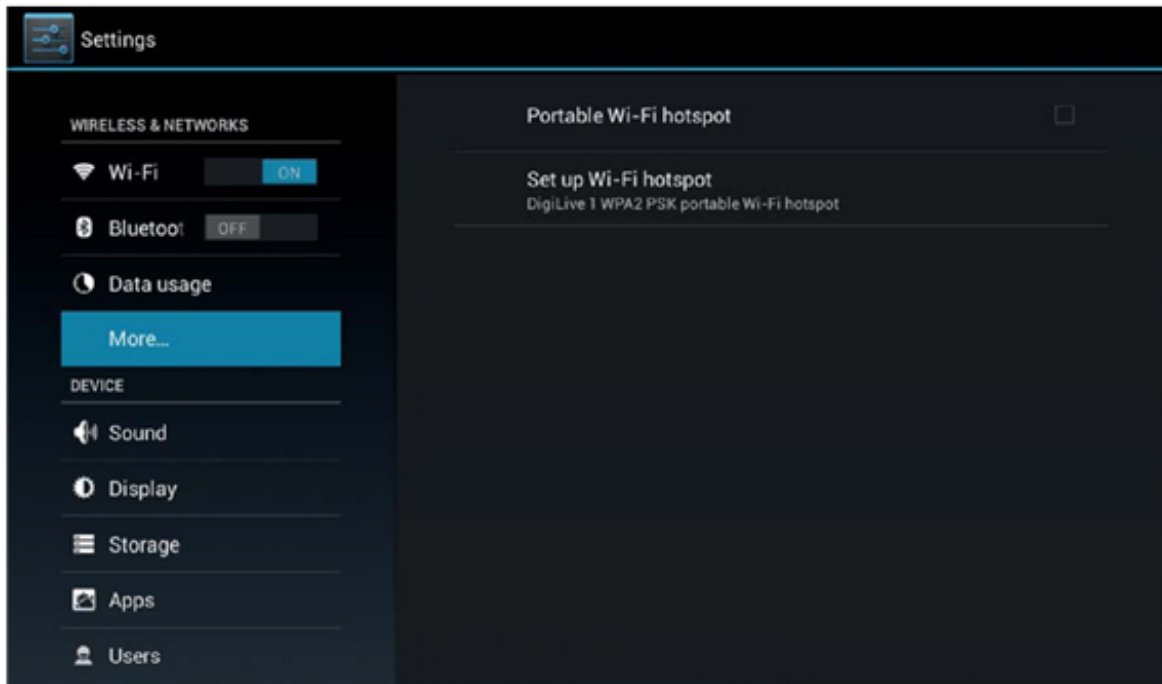 Settings
WIRELESS & NETWORKS
Wi-Fi ON
Bluetoot OFF
Data usage
More...
DEVICE
Sound
Display
Storage
Apps
Users
Portable Wi-Fi hotspot
Set up Wi-Fi hotspot
DigiLive 1 WPA2 PSK portable Wi-Fi hotspot